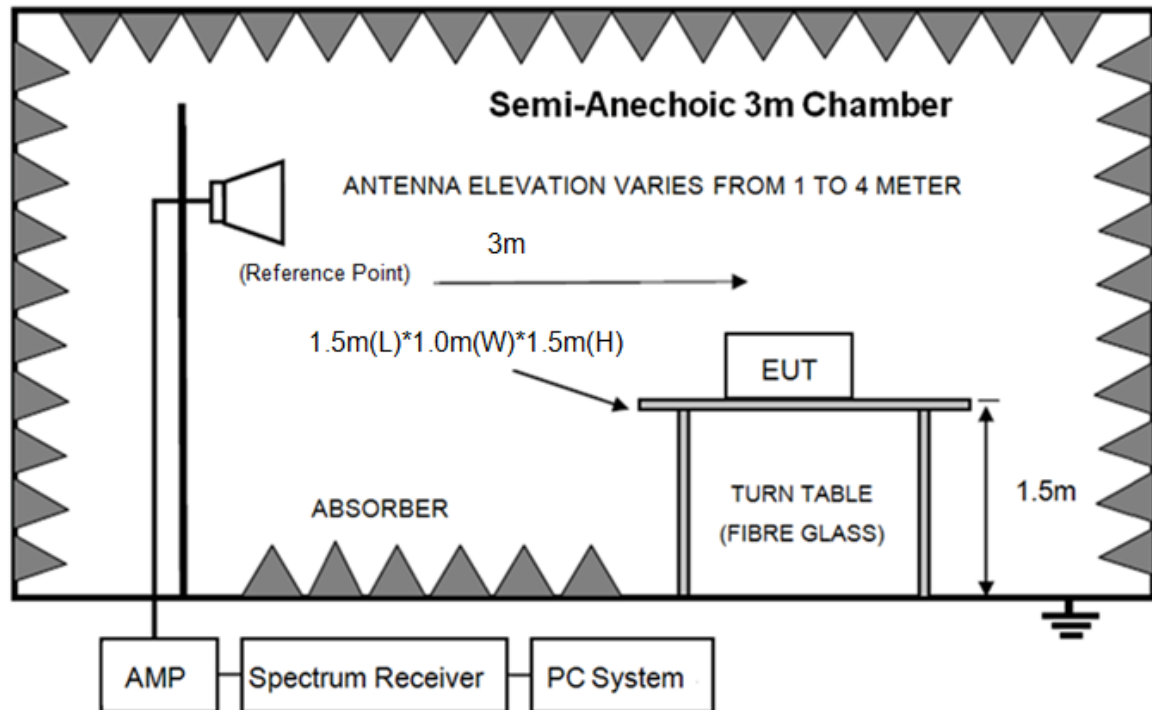 Semi-Anechoic 3m Chamber
ANTENNA ELEVATION VARIES FROM 1 TO 4 METER
3m
(Reference Point)
1.5m(L)*1.0m(W)*1.5m(H)
EUT
ABSORBER
TURN TABLE
(FIBRE GLASS)
1.5m
AMP
Spectrum Receiver
PC System